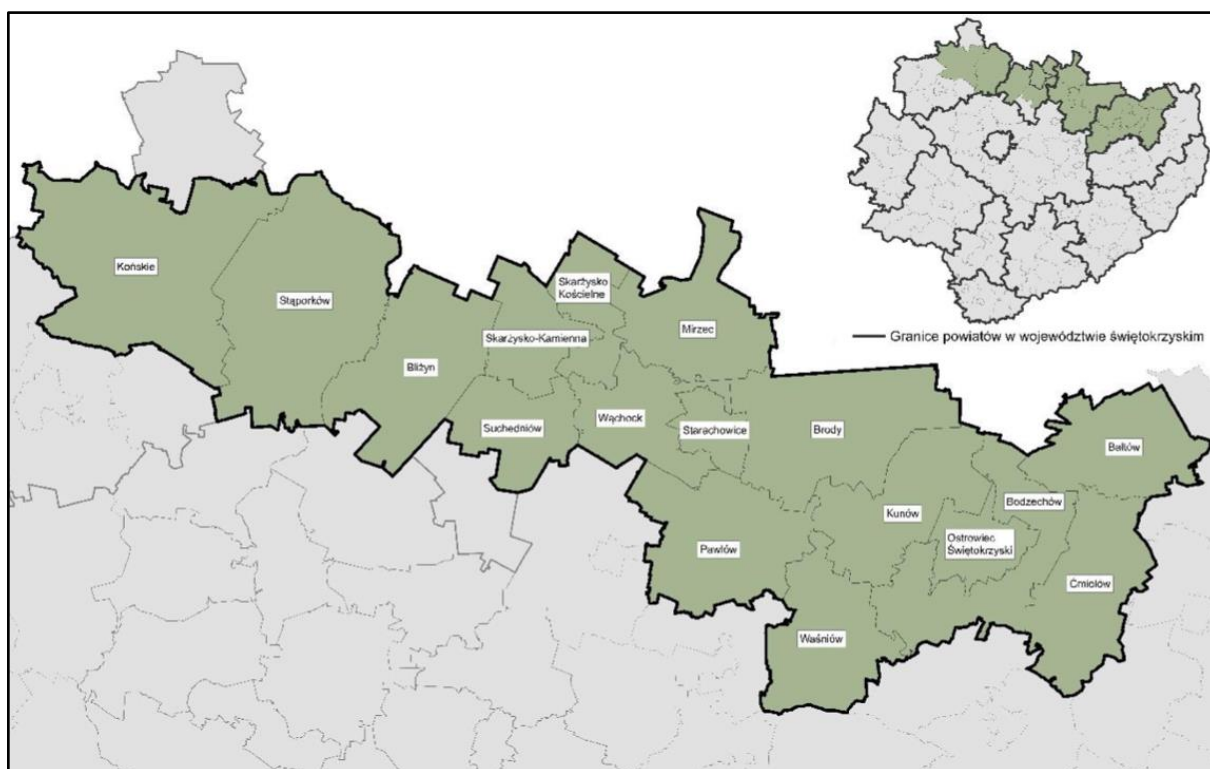 Końskie
Stąporków
Bliżyn
Skarżysko
Kościelne
Skarżysko-Kamienna
Mirzec
Suchedniów
Wąchock
Starachowice
Brody
Bałtów
Bodzechów
Kunów
Ostrowiec
Świętokrzyski
Pawłów
Ćmielów
Waśniów
Granice powiatów w województwie świętokrzyskim